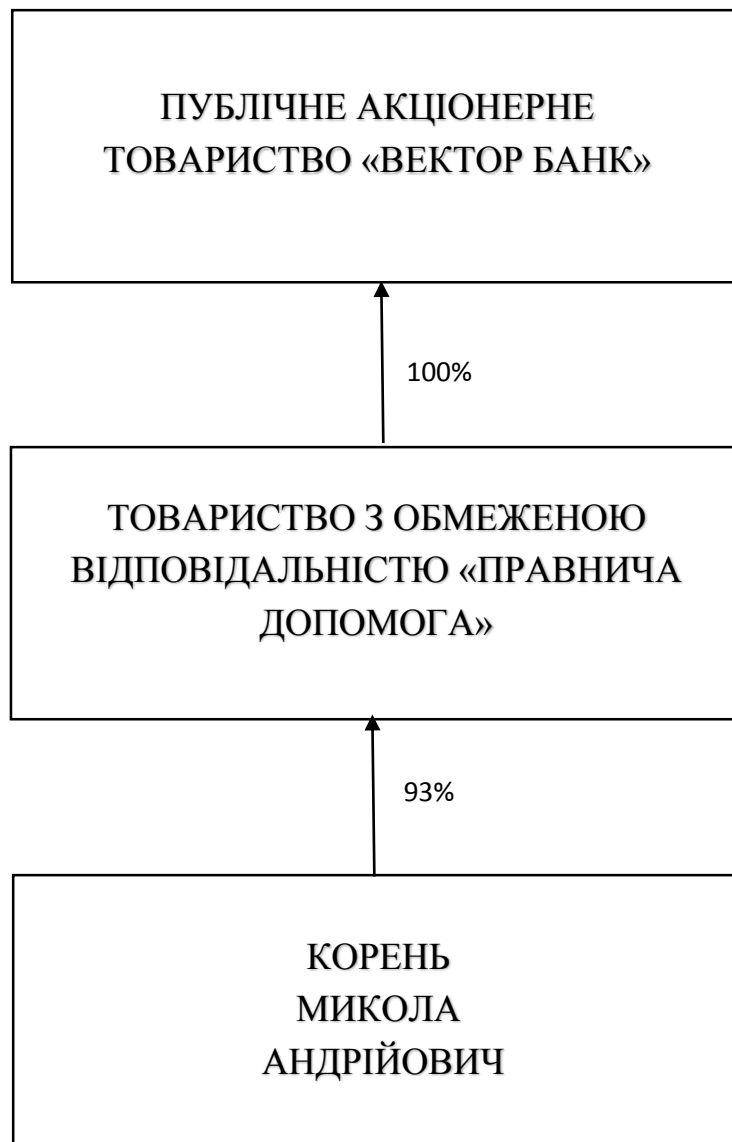 ПУБЛІЧНЕ АКЦІОНЕРНЕ
ТОВАРИСТВО «ВЕКТОР БАНК»
100%
ТОВАРИСТВО З ОБМЕЖЕНОЮ
ВІДПОВІДАЛЬНІСТЮ «ПРАВНИЧА
ДОПОМОГА»
93%
КОРЕНЬ
МИКОЛА
АНДРІЙОВИЧ